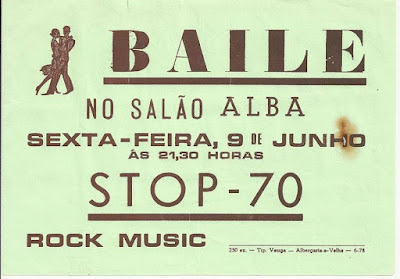 BAILE
NO SALÃO ALBA
SEXTA-FEIRA, 9 DE JUNHO
ÁS 21,30 HORAS
STOP-70
ROCK MUSIC
250 ex. — Tip. Vouga — Albergaria-a-Velha — 6-78